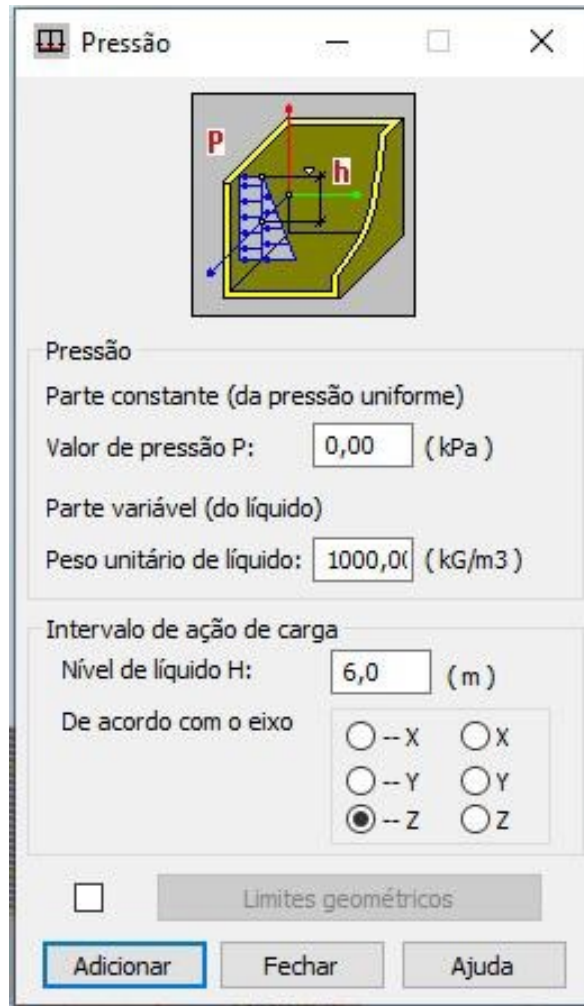 Pressão
P
h
Pressão
Parte constante (da pressão uniforme)
Valor de pressão P: 0,00 ( kPa )
Parte variável (do líquido)
Peso unitário de líquido: 1000,00 ( kG/m3 )
Intervalo de ação de carga
Nível de líquido H: 6,0 ( m )
De acordo com o eixo
-- X X
-- Y Y
-- Z Z
Limites geométricos
Adicionar Fechar Ajuda